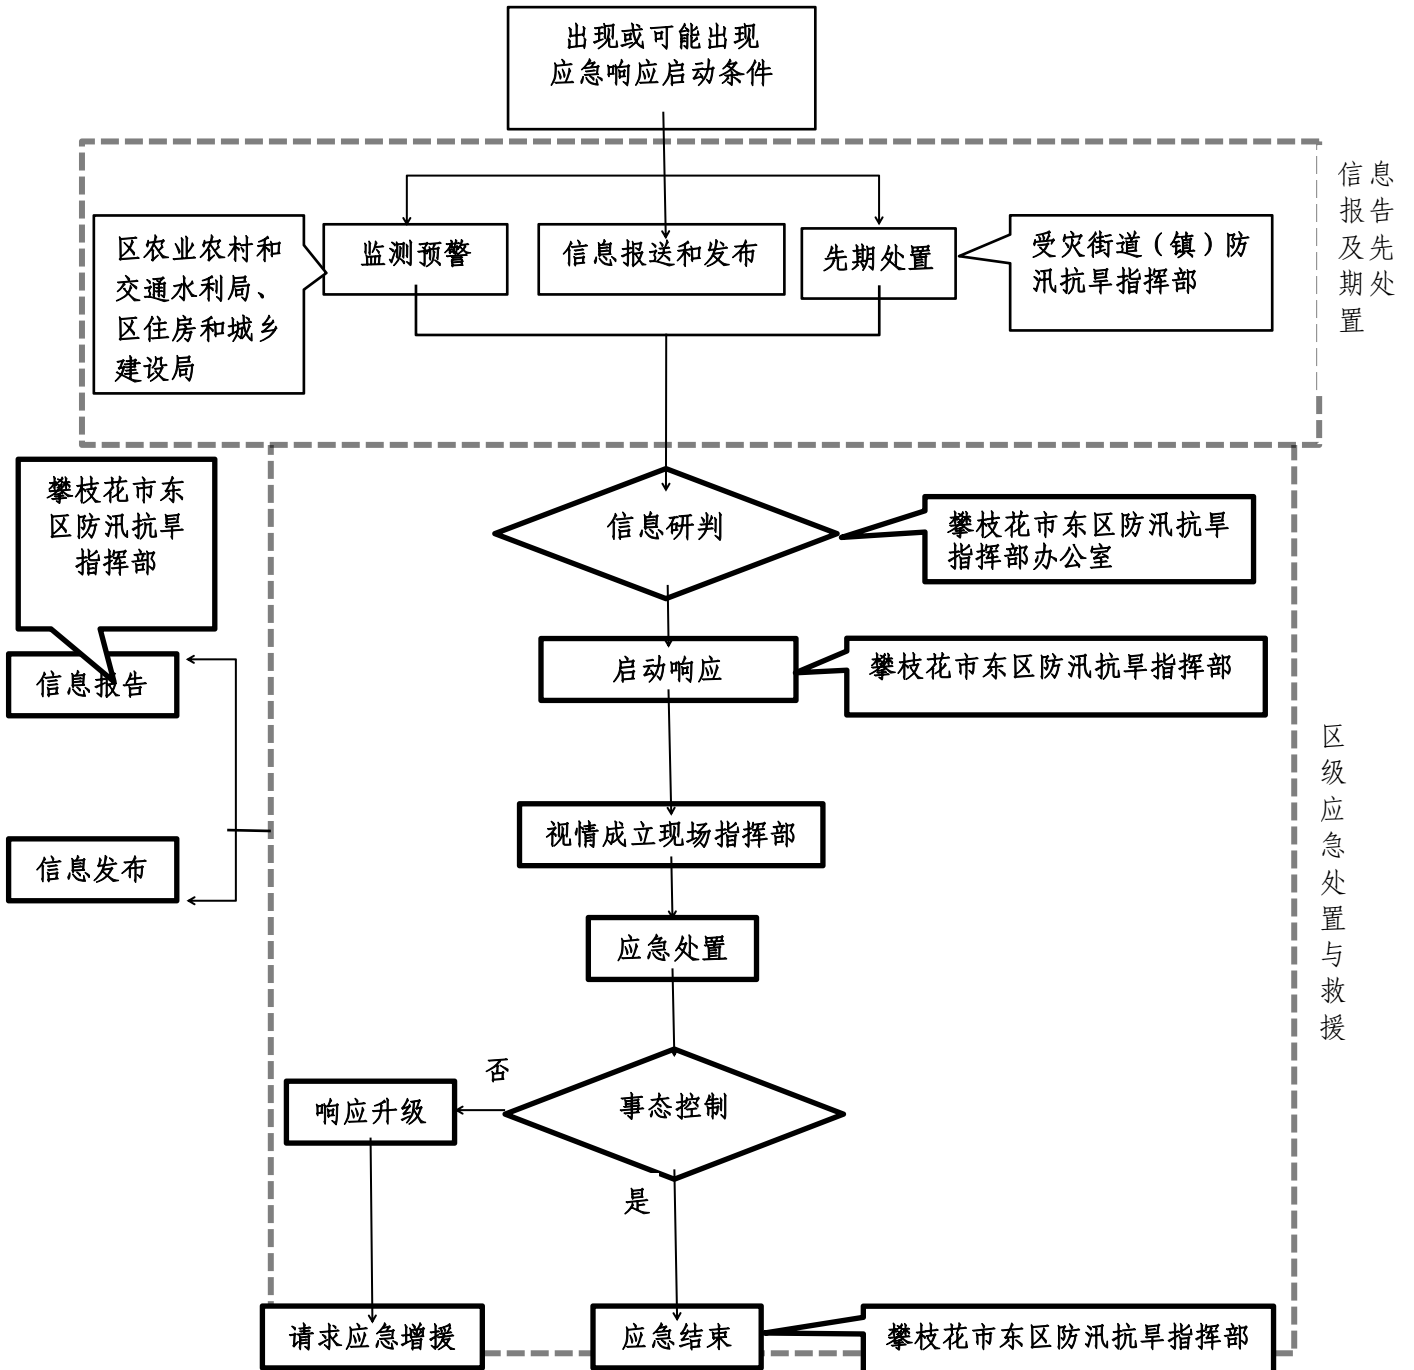 出现或可能出现
应急响应启动条件
信息
报告
及先
期处
置
区农业农村和
交通水利局、
区住房和城乡
建设局
监测预警
信息报送和发布
先期处置
受灾街道（镇）防
汛抗旱指挥部
攀枝花市东
区防汛抗旱
指挥部
信息研判
攀枝花市东区防汛抗旱
指挥部办公室
信息报告
启动响应
攀枝花市东区防汛抗旱指挥部
区
级
应
急
处
置
与
救
援
视情成立现场指挥部
信息发布
应急处置
否
响应升级
事态控制
是
请求应急增援
应急结束
攀枝花市东区防汛抗旱指挥部